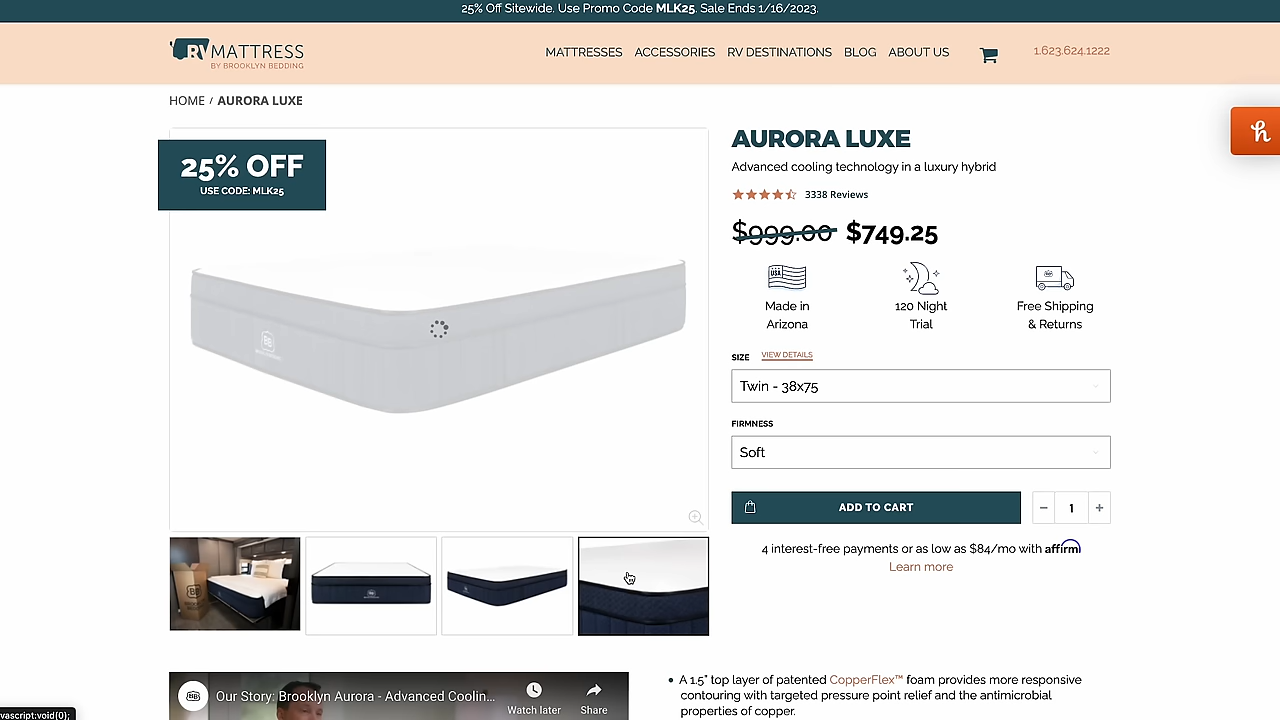 25% Off Sitewide. Use Promo Code MLK25. Sale Ends 1/16/2023.
RVMATTRESS
BY BROOKLYN BEDDING
MATTRESSES ACCESSORIES RV DESTINATIONS BLOG ABOUT US 1.623.624.1222
HOME / AURORA LUXE
25% OFF
USE CODE: MLK25
AURORA LUXE
Advanced cooling technology in a luxury hybrid
3338 Reviews
$999.00 $749.25
USA
Made in
Arizona
120 Night
Trial
Free Shipping
& Returns
SIZE VIEW DETAILS
Twin - 38x75
FIRMNESS
Soft
ADD TO CART
− 1 +
4 interest-free payments or as low as $84/mo with affirm
Learn more
Our Story: Brooklyn Aurora - Advanced Coolin...
Watch later
Share
A 1.5" top layer of patented CopperFlex™ foam provides more responsive
contouring with targeted pressure point relief and the antimicrobial
properties of copper.
vascript:void(0);